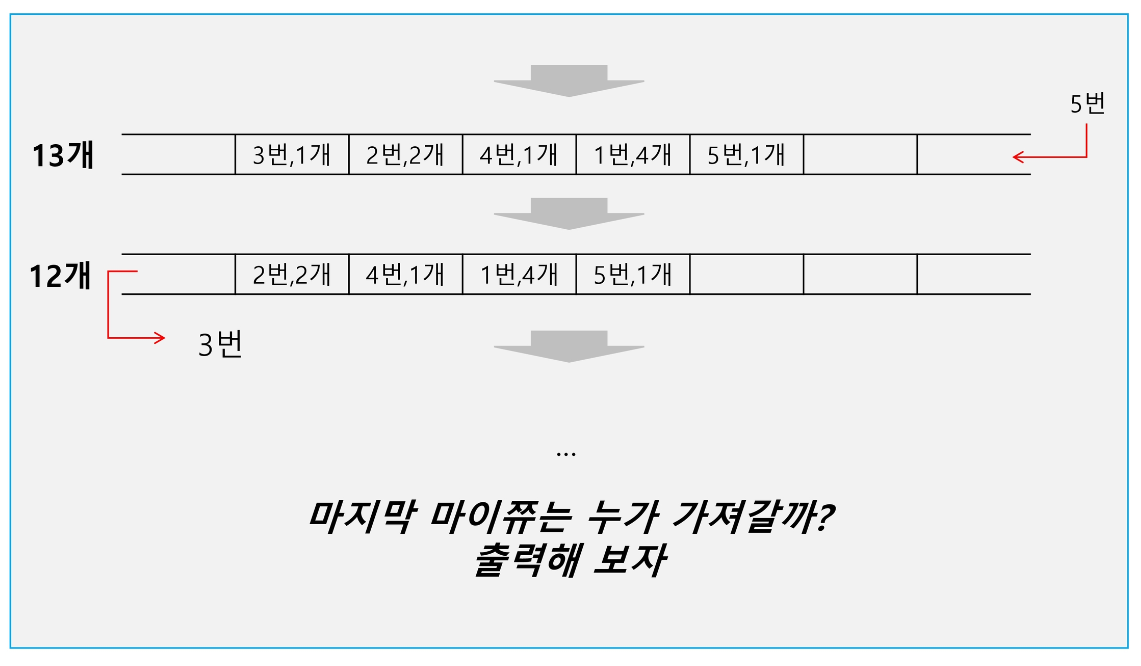 5번
13개 3번,1개 2번,2개 4번,1개 1번,4개 5번,1개
12개 2번,2개 4번,1개 1번,4개 5번,1개
3번
...
마지막 마이쮸는 누가 가져갈까?
출력해 보자